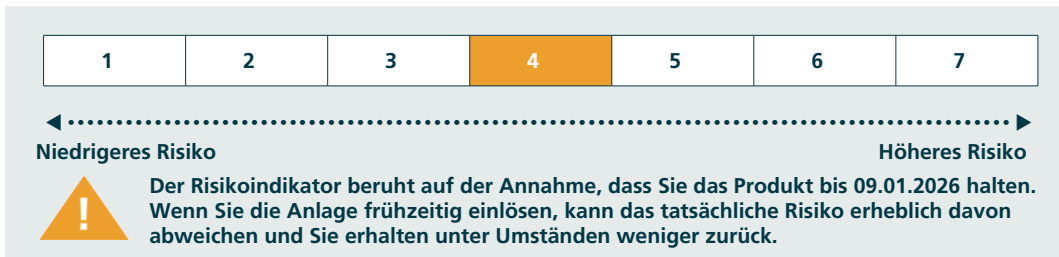 1 2 3 4 5 6 7
Niedrigeres Risiko Höheres Risiko
Der Risikoindikator beruht auf der Annahme, dass Sie das Produkt bis 09.01.2026 halten.
! Wenn Sie die Anlage frühzeitig einlösen, kann das tatsächliche Risiko erheblich davon
abweichen und Sie erhalten unter Umständen weniger zurück.